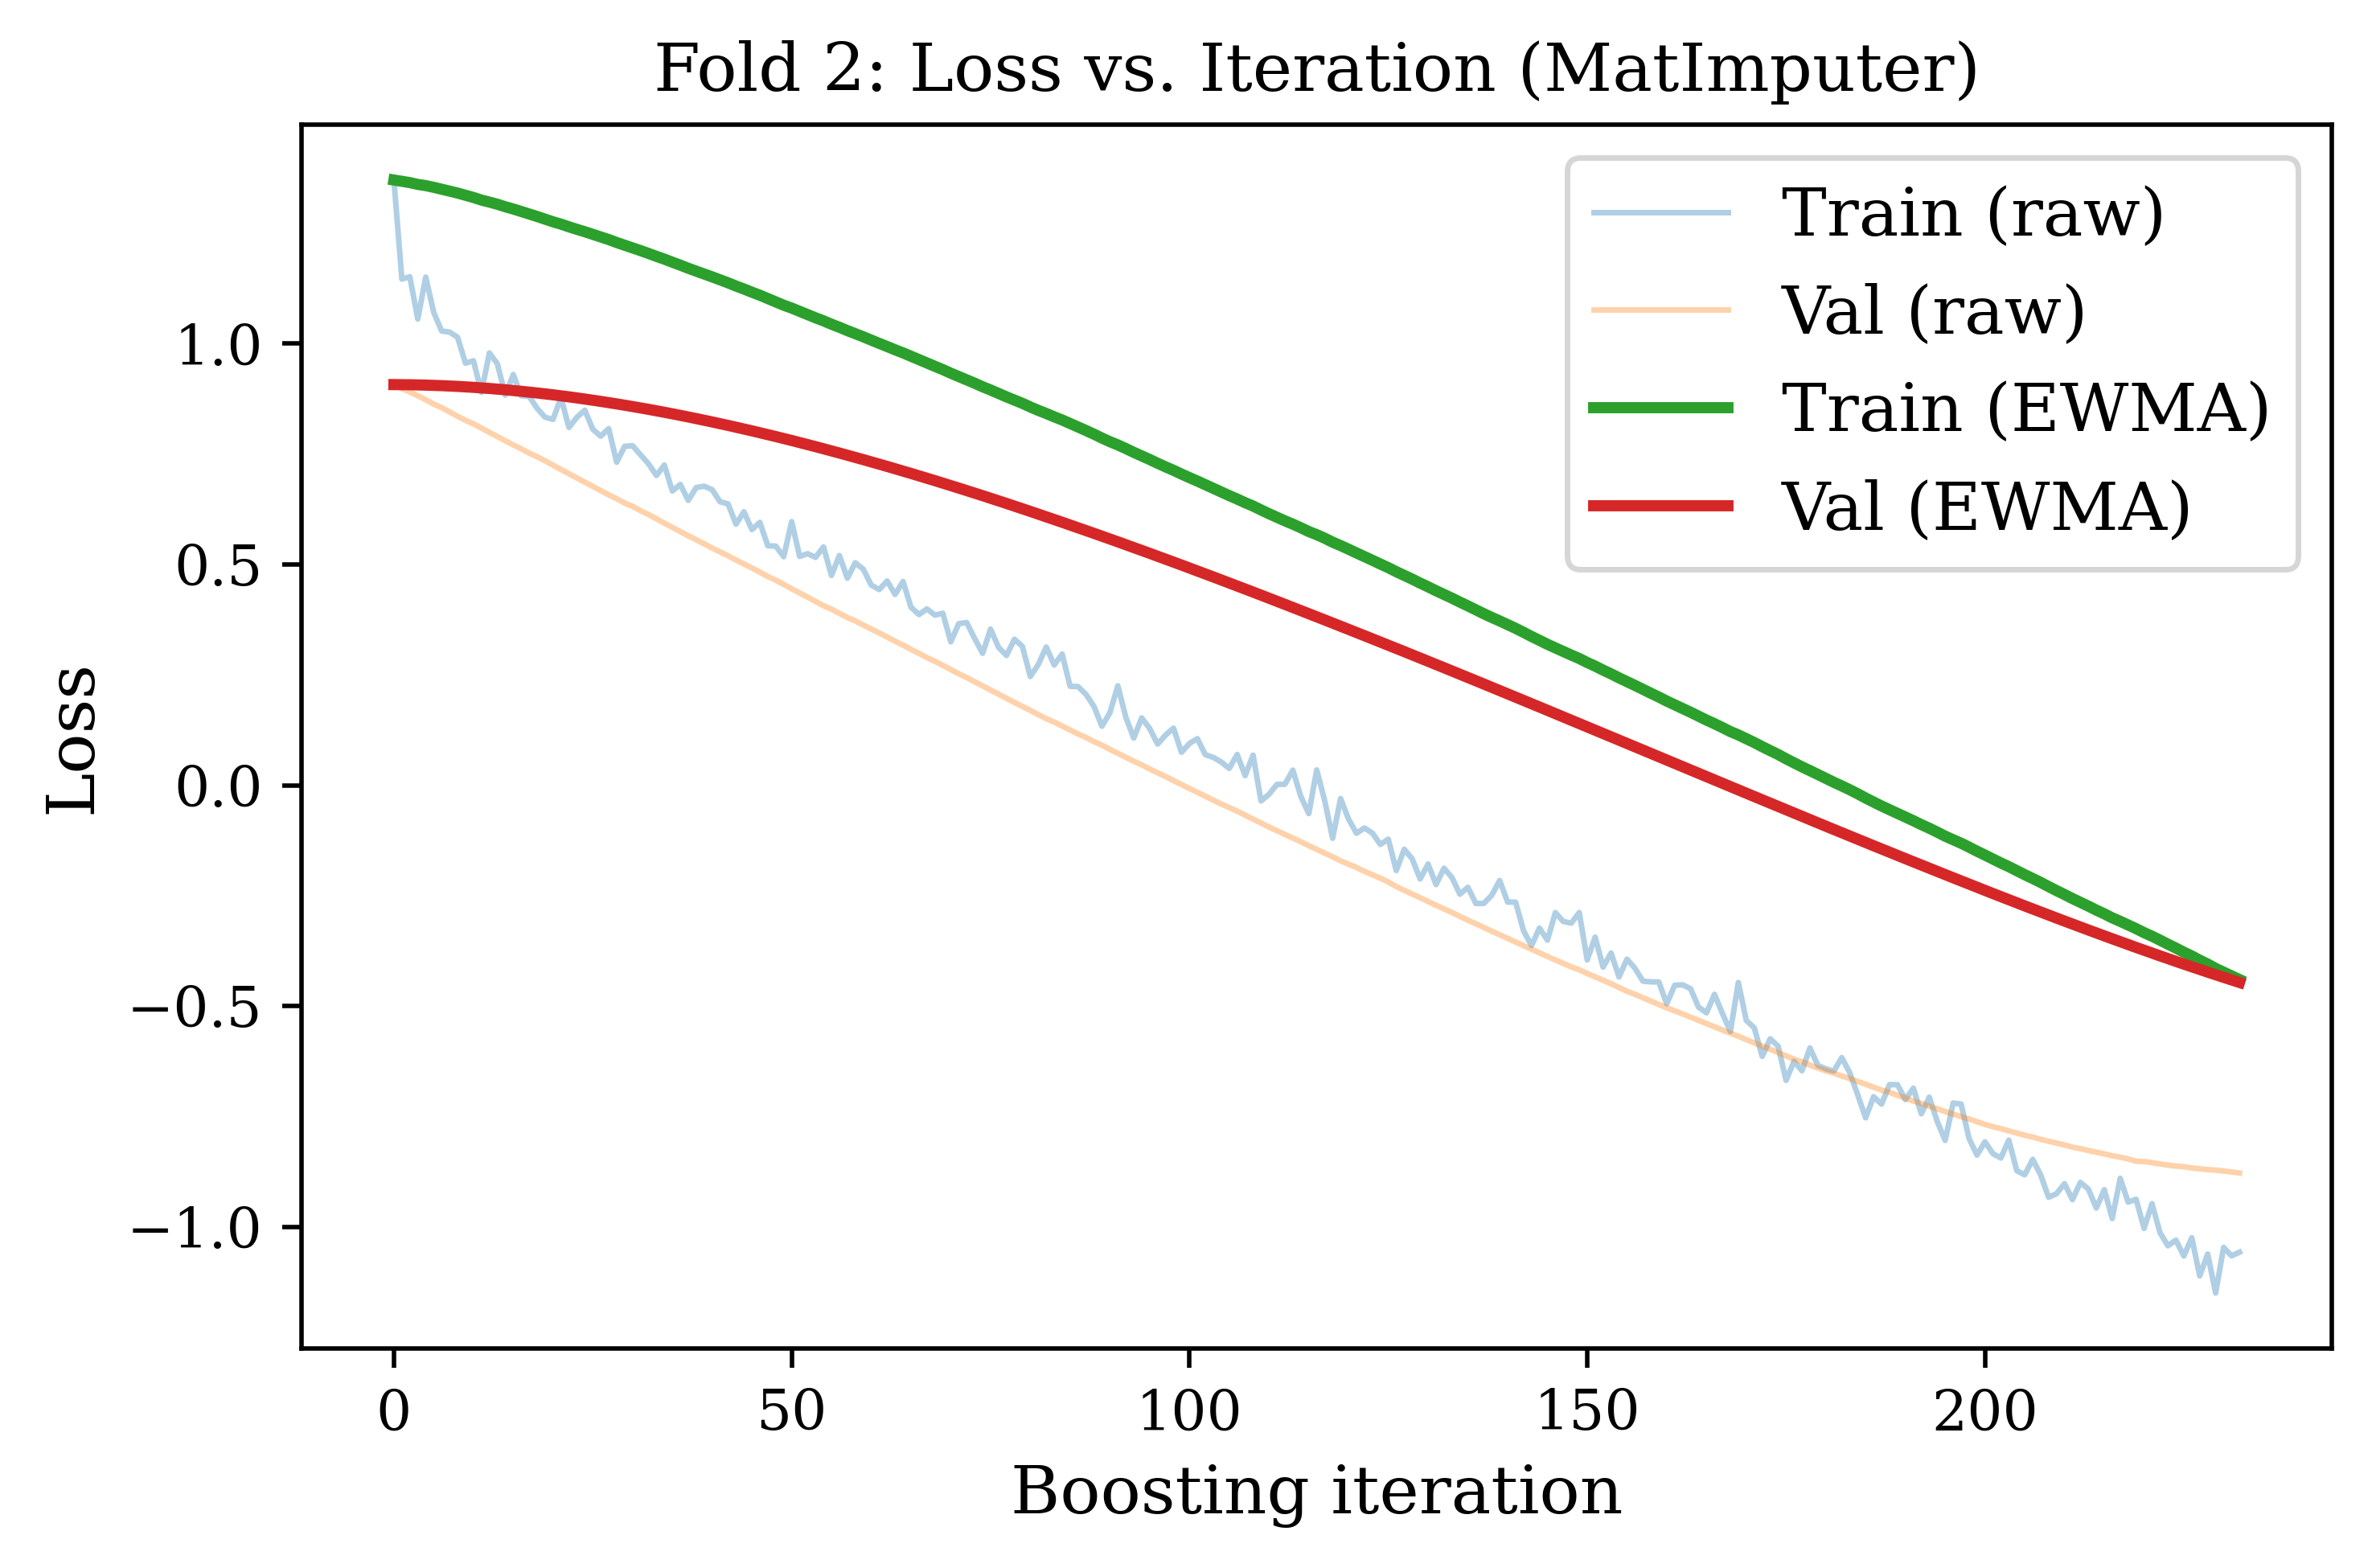 Fold 2: Loss vs. Iteration (MatImputer)
Train (raw)
Val (raw)
Train (EWMA)
Val (EWMA)
Loss
1.0
0.5
0.0
−0.5
−1.0
0 50 100 150 200
Boosting iteration